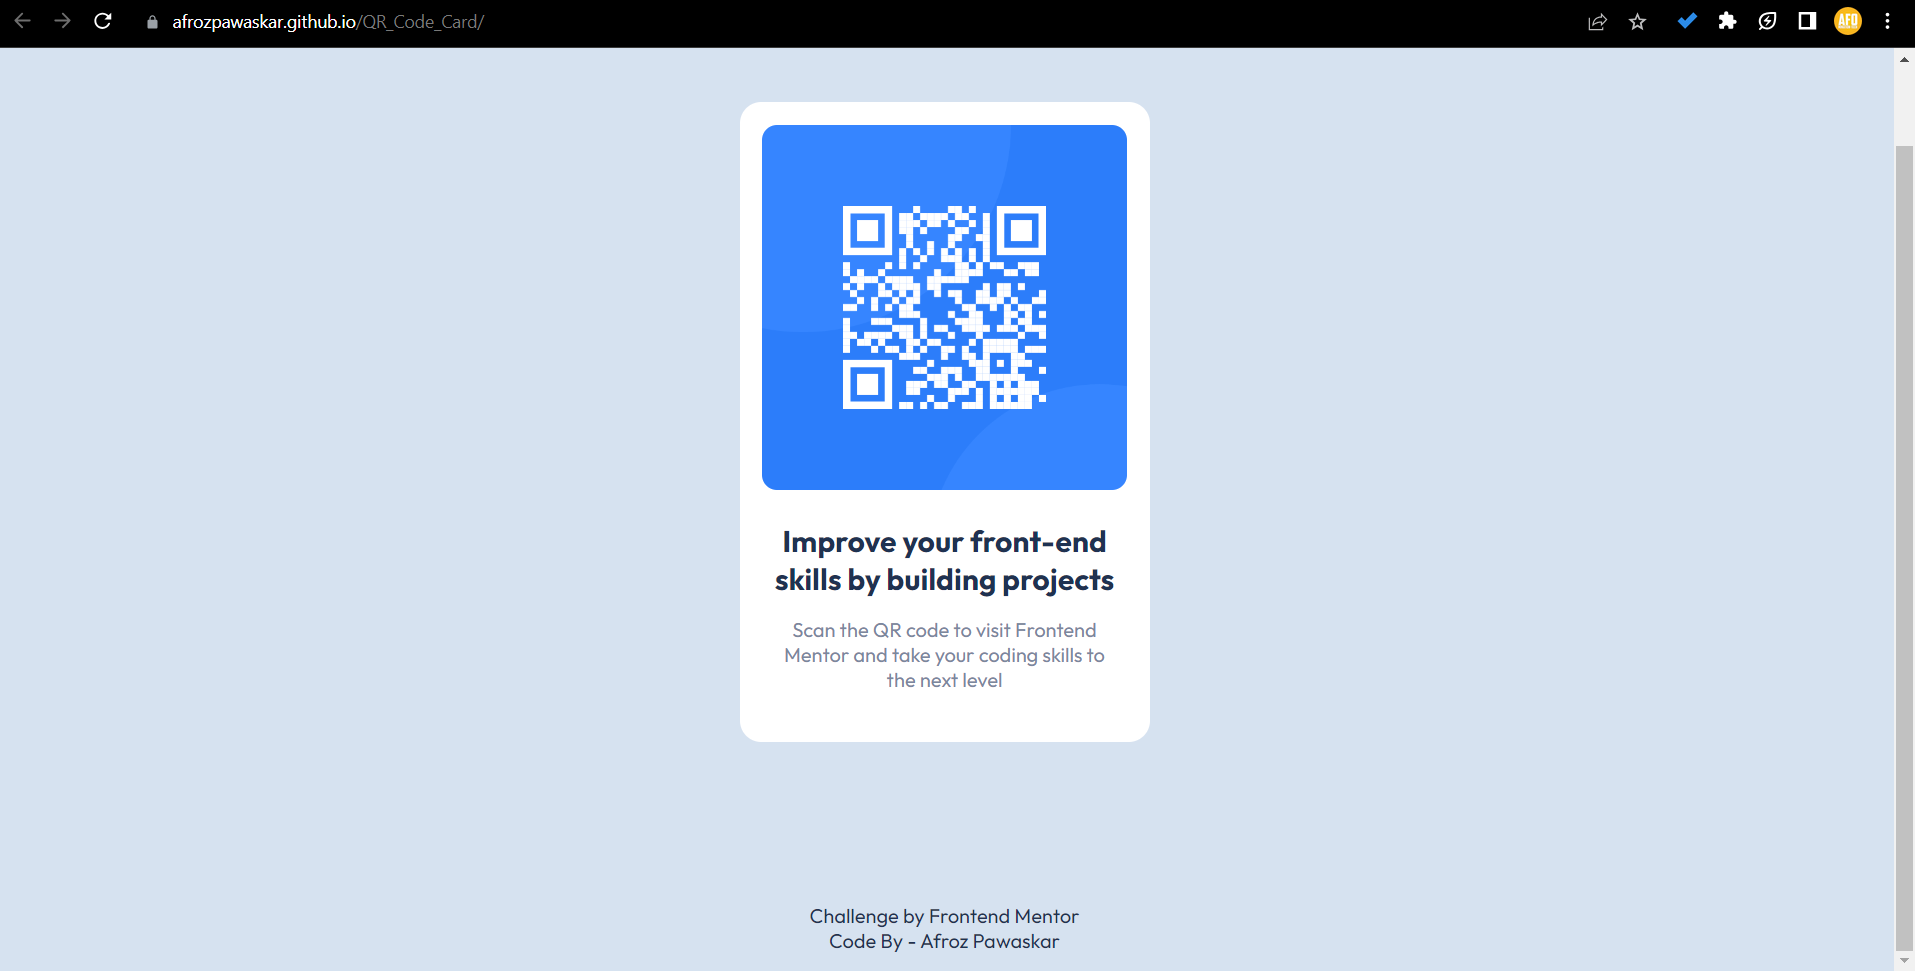 afrozpawaskar.github.io/QR_Code_Card/
AFO
Improve your front-end
skills by building projects
Scan the QR code to visit Frontend
Mentor and take your coding skills to
the next level
Challenge by Frontend Mentor
Code By - Afroz Pawaskar